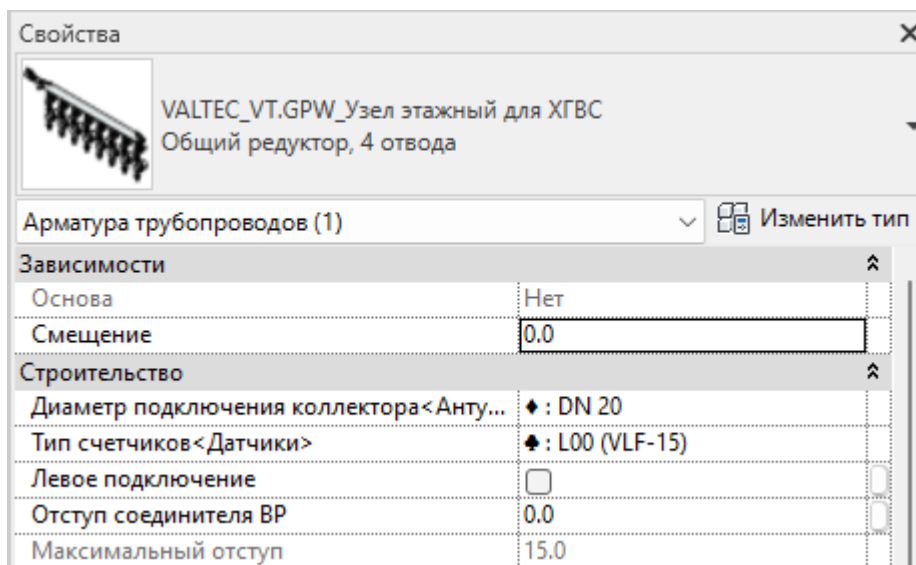 Свойства
VALTEC_VT.GPW_Узел этажный для ХГВС
Общий редуктор, 4 отвода
Арматура трубопроводов (1)
Изменить тип
Зависимости
Основа Нет
Смещение 0.0
Строительство
Диаметр подключения коллектора<Анту... ♦ : DN 20
Тип счетчиков<Датчики> ♣ : L00 (VLF-15)
Левое подключение
Отступ соединителя ВР 0.0
Максимальный отступ 15.0